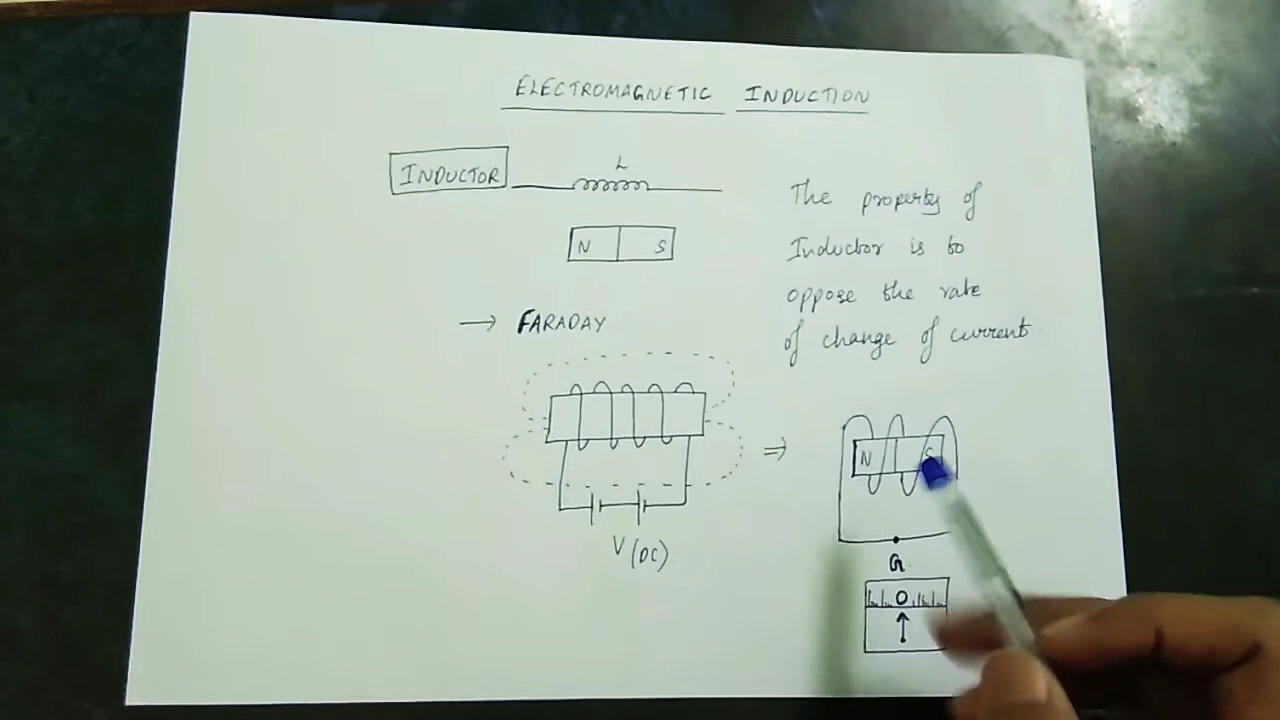 ELECTROMAGNETIC INDUCTION
INDUCTOR
L
N S
The property of
Inductor is to
oppose the rate
of change of current
→ FARADAY
⇒
N S
V (DC)
G
0